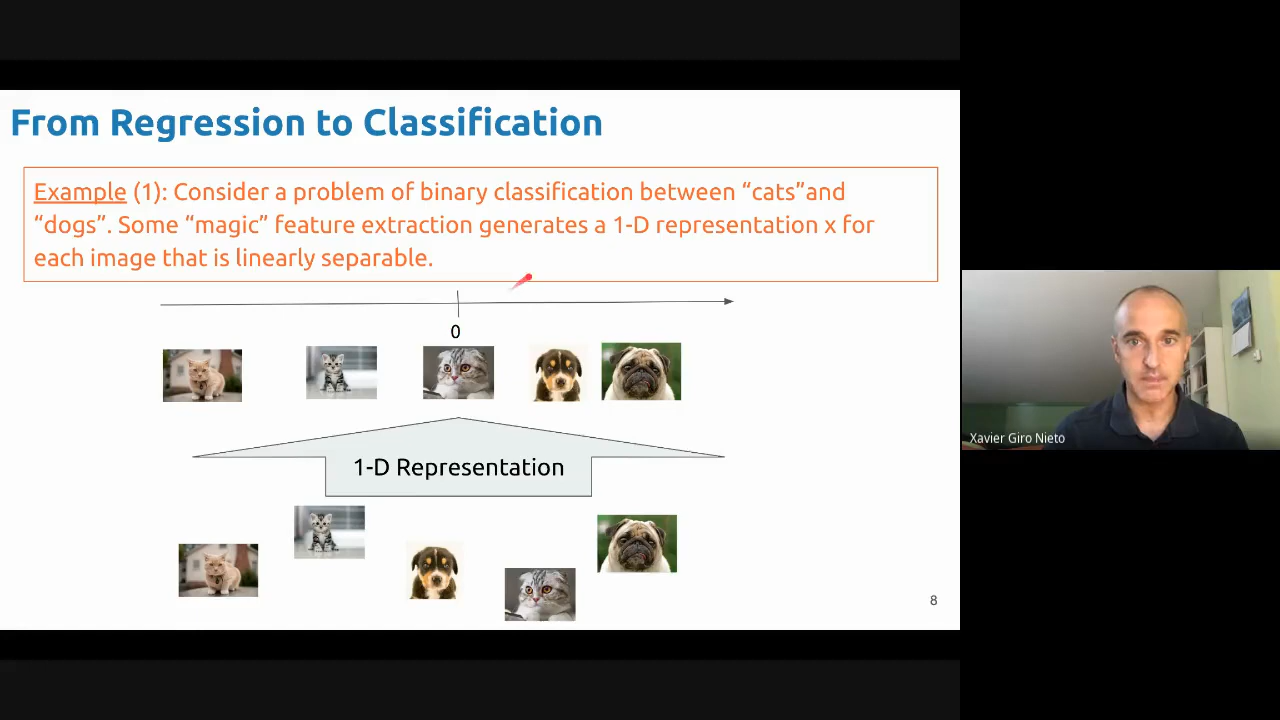 From Regression to Classification
Example (1): Consider a problem of binary classification between “cats”and
“dogs”. Some “magic” feature extraction generates a 1-D representation x for
each image that is linearly separable.
0
1-D Representation
8
Xavier Giro Nieto